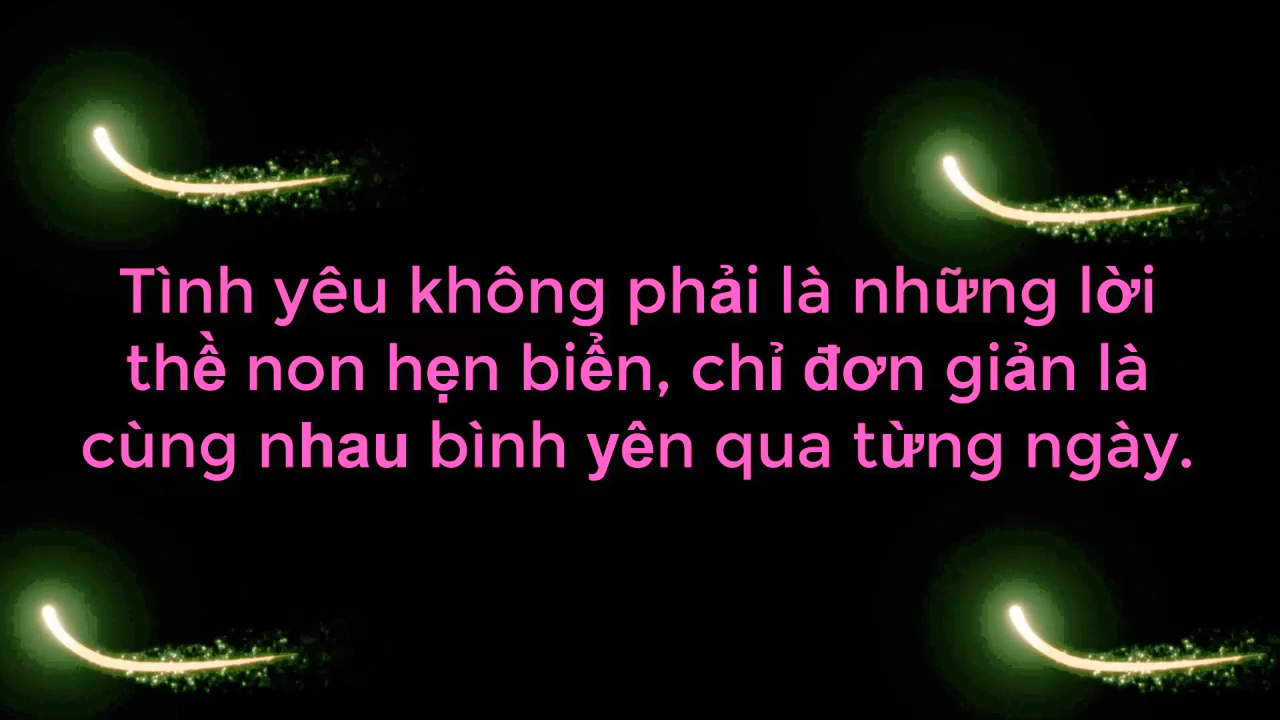 Tình yêu không phải là những lời
thề non hẹn biển, chỉ đơn giản là
cùng nhau bình yên qua từng ngày.